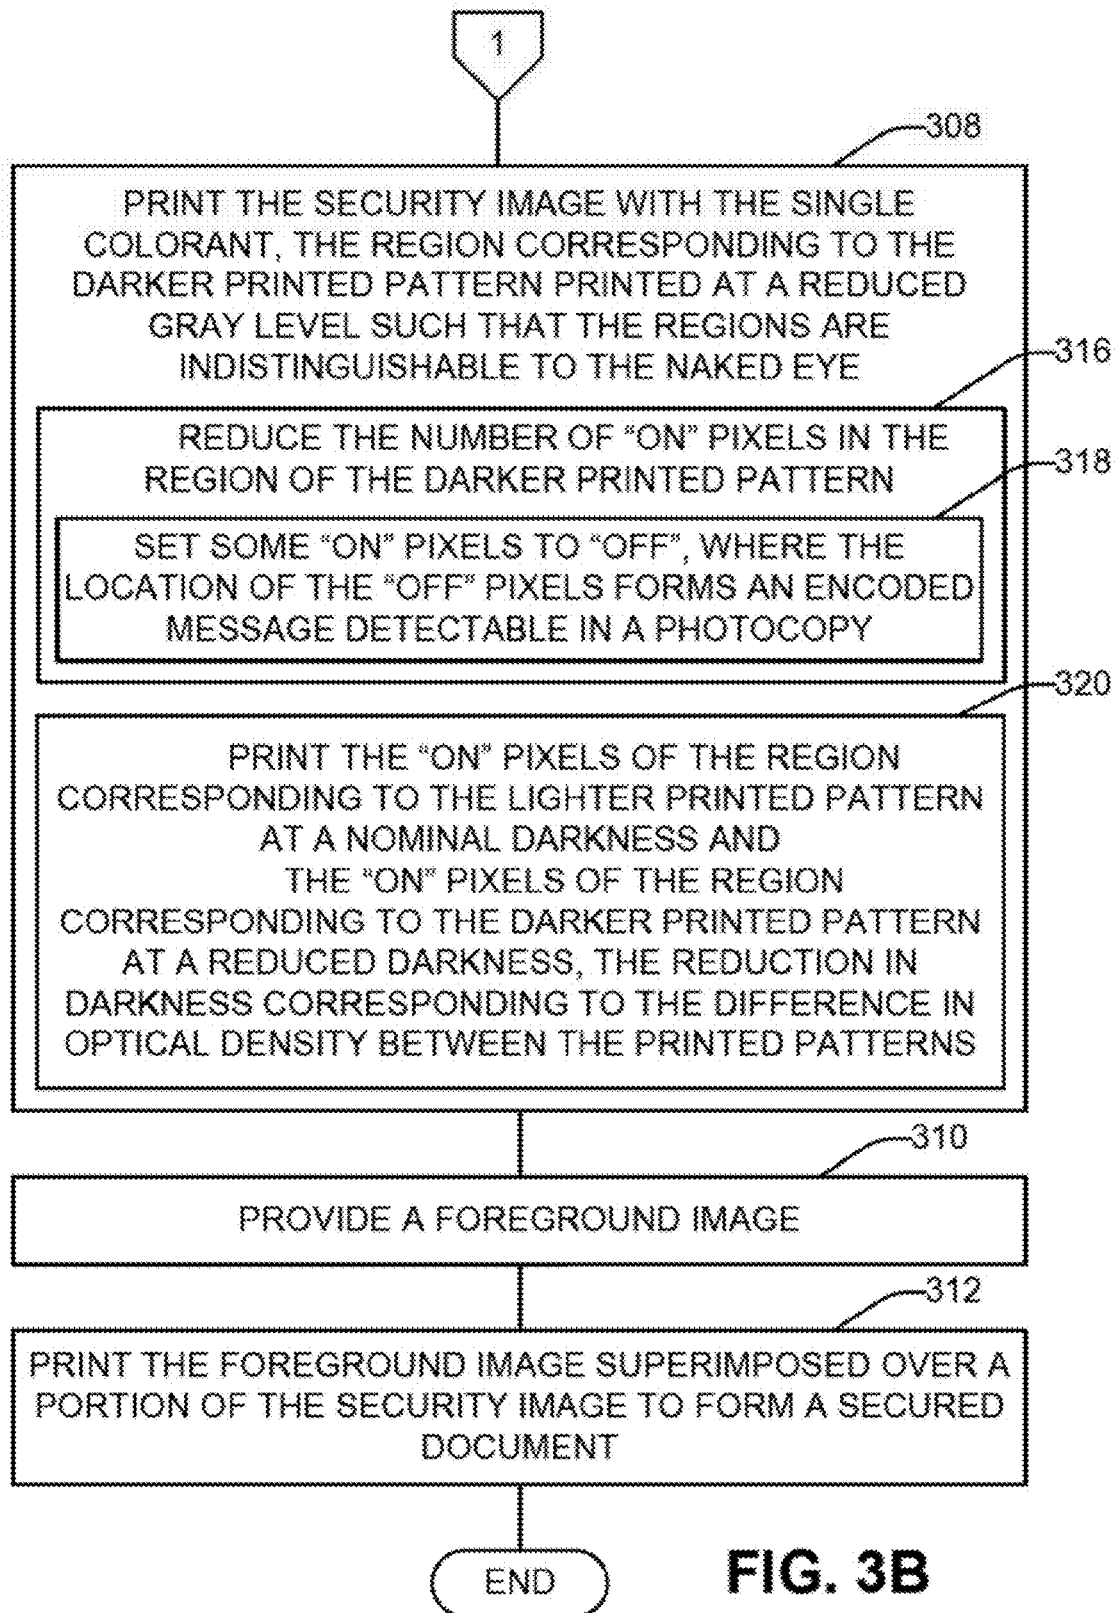 1
308
PRINT THE SECURITY IMAGE WITH THE SINGLE
COLORANT, THE REGION CORRESPONDING TO THE
DARKER PRINTED PATTERN PRINTED AT A REDUCED
GRAY LEVEL SUCH THAT THE REGIONS ARE
INDISTINGUISHABLE TO THE NAKED EYE
316
REDUCE THE NUMBER OF “ON” PIXELS IN THE
REGION OF THE DARKER PRINTED PATTERN
318
SET SOME “ON” PIXELS TO “OFF”, WHERE THE
LOCATION OF THE “OFF” PIXELS FORMS AN ENCODED
MESSAGE DETECTABLE IN A PHOTOCOPY
320
PRINT THE “ON” PIXELS OF THE REGION
CORRESPONDING TO THE LIGHTER PRINTED PATTERN
AT A NOMINAL DARKNESS AND
THE “ON” PIXELS OF THE REGION
CORRESPONDING TO THE DARKER PRINTED PATTERN
AT A REDUCED DARKNESS, THE REDUCTION IN
DARKNESS CORRESPONDING TO THE DIFFERENCE IN
OPTICAL DENSITY BETWEEN THE PRINTED PATTERNS
310
PROVIDE A FOREGROUND IMAGE
312
PRINT THE FOREGROUND IMAGE SUPERIMPOSED OVER A
PORTION OF THE SECURITY IMAGE TO FORM A SECURED
DOCUMENT
END
FIG. 3B